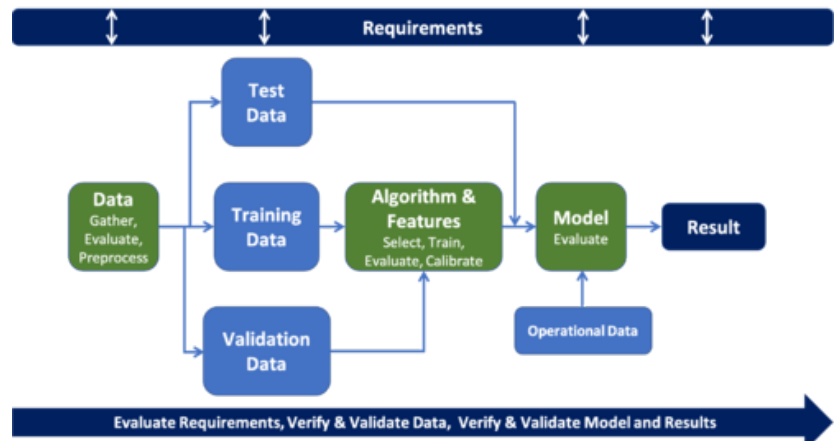 Requirements
Test
Data
Data
Gather,
Evaluate,
Preprocess
Training
Data
Algorithm &
Features
Select, Train,
Evaluate, Calibrate
Model
Evaluate
Result
Validation
Data
Operational Data
Evaluate Requirements, Verify & Validate Data, Verify & Validate Model and Results